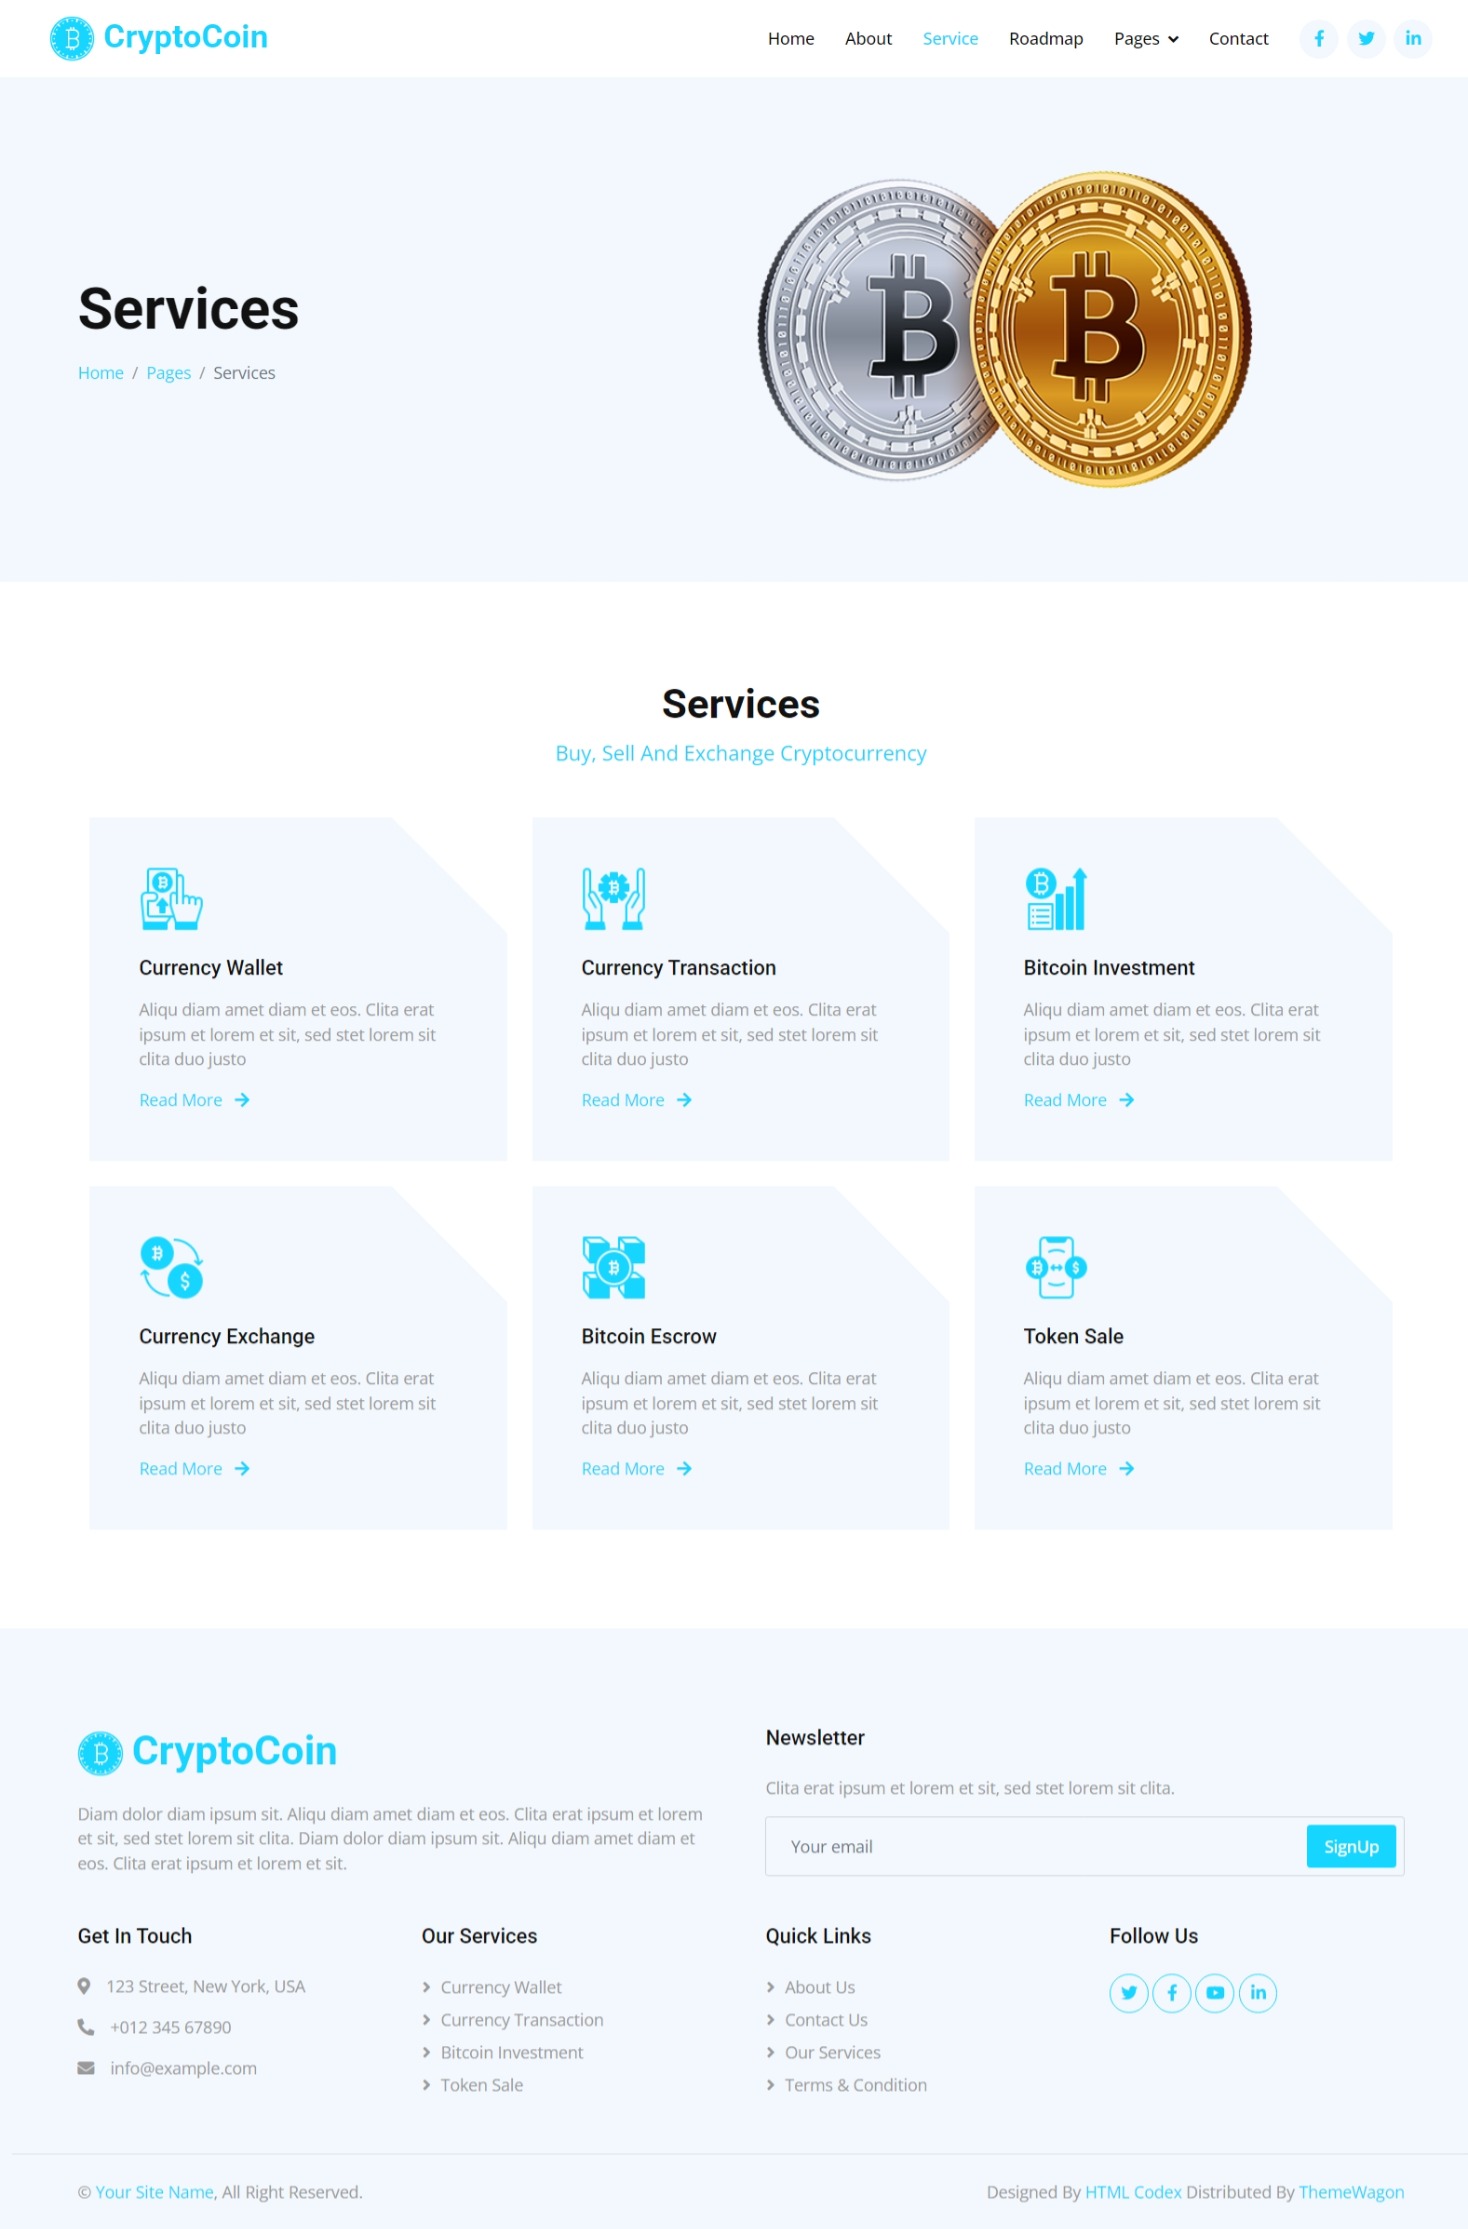 CryptoCoin
Home About Service Roadmap Pages Contact
Services
Home / Pages / Services
Services
Buy, Sell And Exchange Cryptocurrency
Currency Wallet
Aliqu diam amet diam et eos. Clita erat
ipsum et lorem et sit, sed stet lorem sit
clita duo justo
Read More
Currency Transaction
Aliqu diam amet diam et eos. Clita erat
ipsum et lorem et sit, sed stet lorem sit
clita duo justo
Read More
Bitcoin Investment
Aliqu diam amet diam et eos. Clita erat
ipsum et lorem et sit, sed stet lorem sit
clita duo justo
Read More
Currency Exchange
Aliqu diam amet diam et eos. Clita erat
ipsum et lorem et sit, sed stet lorem sit
clita duo justo
Read More
Bitcoin Escrow
Aliqu diam amet diam et eos. Clita erat
ipsum et lorem et sit, sed stet lorem sit
clita duo justo
Read More
Token Sale
Aliqu diam amet diam et eos. Clita erat
ipsum et lorem et sit, sed stet lorem sit
clita duo justo
Read More
CryptoCoin
Diam dolor diam ipsum sit. Aliqu diam amet diam et eos. Clita erat ipsum et lorem
et sit, sed stet lorem sit clita. Diam dolor diam ipsum sit. Aliqu diam amet diam et
eos. Clita erat ipsum et lorem et sit.
Newsletter
Clita erat ipsum et lorem et sit, sed stet lorem sit clita.
Your email SignUp
Get In Touch
123 Street, New York, USA
+012 345 67890
info@example.com
Our Services
Currency Wallet
Currency Transaction
Bitcoin Investment
Token Sale
Quick Links
About Us
Contact Us
Our Services
Terms & Condition
Follow Us
© Your Site Name, All Right Reserved.
Designed By HTML Codex Distributed By ThemeWagon